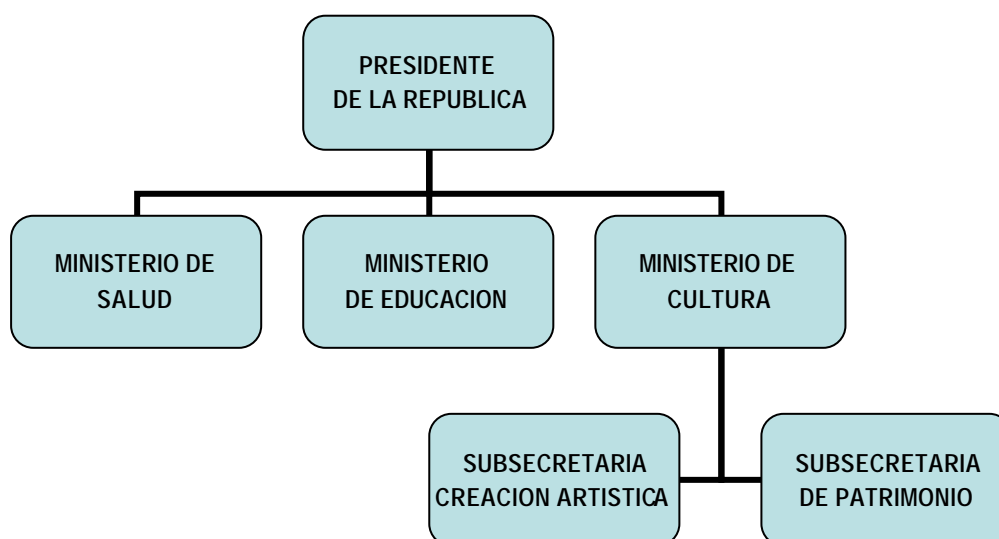 PRESIDENTE
DE LA REPUBLICA
MINISTERIO DE
SALUD
MINISTERIO
DE EDUCACION
MINISTERIO DE
CULTURA
SUBSECRETARIA
CREACION ARTISTICA
SUBSECRETARIA
DE PATRIMONIO